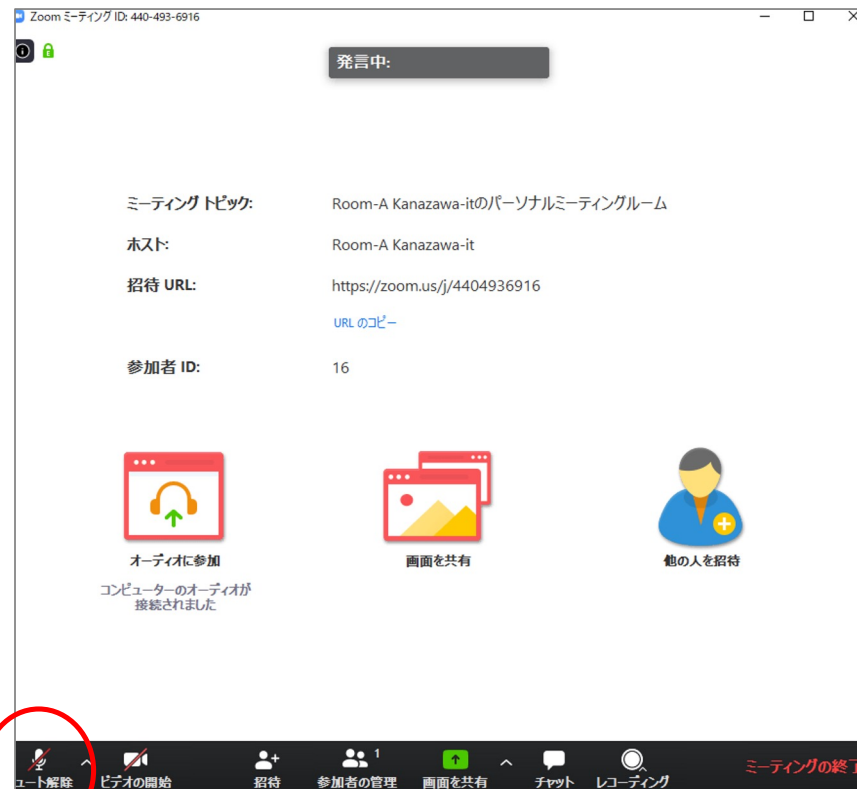 Zoom ミーティング ID: 440-493-6916
発言中:
ミーティング トピック: Room-A Kanazawa-itのパーソナルミーティングルーム
ホスト: Room-A Kanazawa-it
招待 URL: https://zoom.us/j/4404936916
URL のコピー
参加者 ID: 16
オーディオに参加 画面を共有 他の人を招待
コンピューターのオーディオが
接続されました
1
ュート解除 ビデオの開始 招待 参加者の管理 画面を共有 チャット レコーディング ミーティングの終了